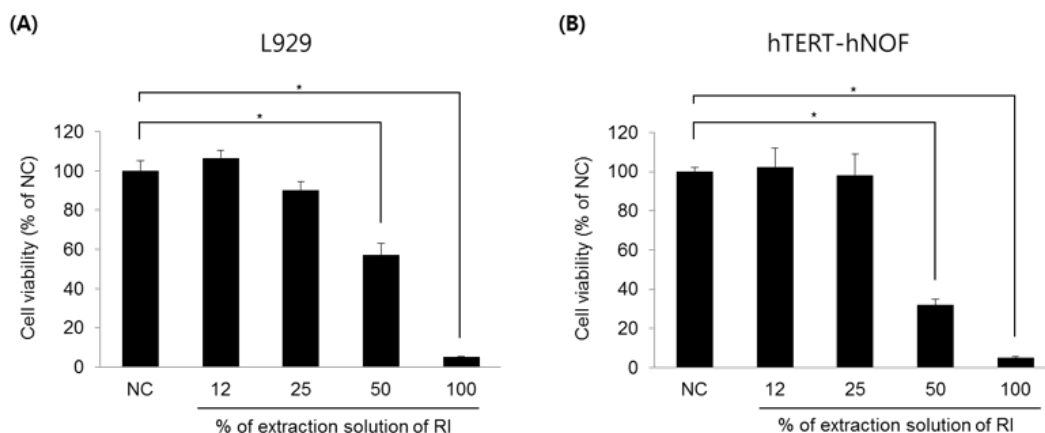 (A)
L929
*
*
Cell viability (% of NC)
120
100
80
60
40
20
0
NC 12 25 50 100
% of extraction solution of RI
(B)
hTERT-hNOF
*
*
Cell viability (% of NC)
120
100
80
60
40
20
0
NC 12 25 50 100
% of extraction solution of RI